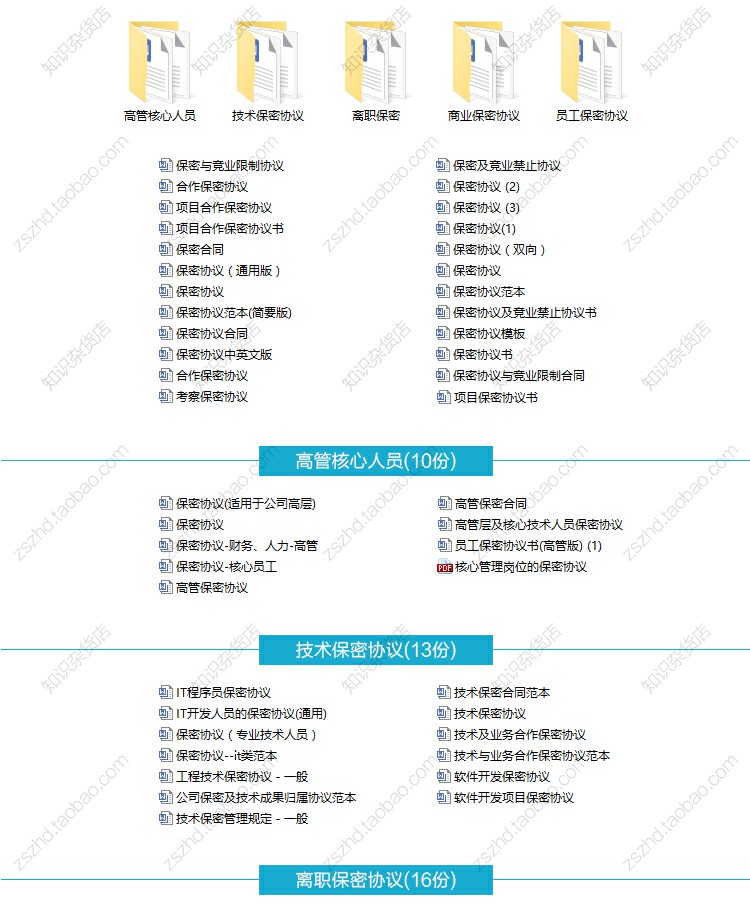 高管核心人员 技术保密协议 离职保密 商业保密协议 员工保密协议
保密与竞业限制协议
合作保密协议
项目合作保密协议
项目合作保密协议书
保密合同
保密协议（通用版）
保密协议
保密协议范本(简要版)
保密协议合同
保密协议中英文版
合作保密协议
考察保密协议
保密及竞业禁止协议
保密协议 (2)
保密协议 (3)
保密协议(1)
保密协议（双向）
保密协议
保密协议范本
保密协议及竞业禁止协议书
保密协议模板
保密协议书
保密协议与竞业限制合同
项目保密协议书
高管核心人员(10份)
保密协议(适用于公司高层)
保密协议
保密协议-财务、人力-高管
保密协议-核心员工
高管保密协议
高管保密合同
高管层及核心技术人员保密协议
员工保密协议书(高管版) (1)
PDF 核心管理岗位的保密协议
技术保密协议(13份)
IT程序员保密协议
IT开发人员的保密协议(通用)
保密协议（专业技术人员）
保密协议--it类范本
工程技术保密协议－一般
公司保密及技术成果归属协议范本
技术保密管理规定－一般
技术保密合同范本
技术保密协议
技术及业务合作保密协议
技术与业务合作保密协议范本
软件开发保密协议
软件开发项目保密协议
离职保密协议(16份)
知识杂货店
zszhd.taobao.com